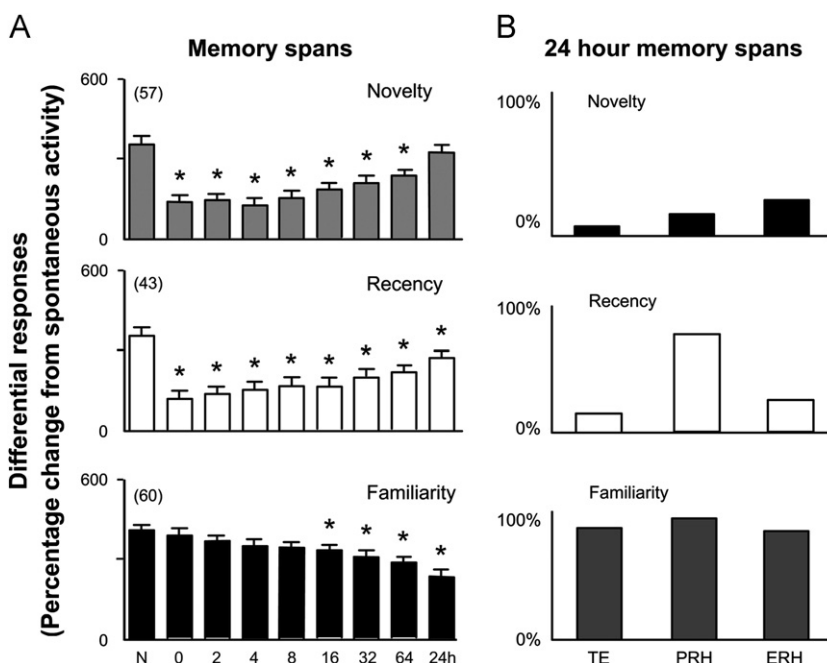 A
Memory spans
Differential responses
(Percentage change from spontaneous activity)
600
(57)
Novelty
* * * * * * *
0
600
(43)
Recency
* * * * * * * *
0
600
(60)
Familiarity
* * * *
0
N 0 2 4 8 16 32 64 24h
B
24 hour memory spans
100%
Novelty
0%
100%
Recency
0%
100%
Familiarity
0%
TE PRH ERH